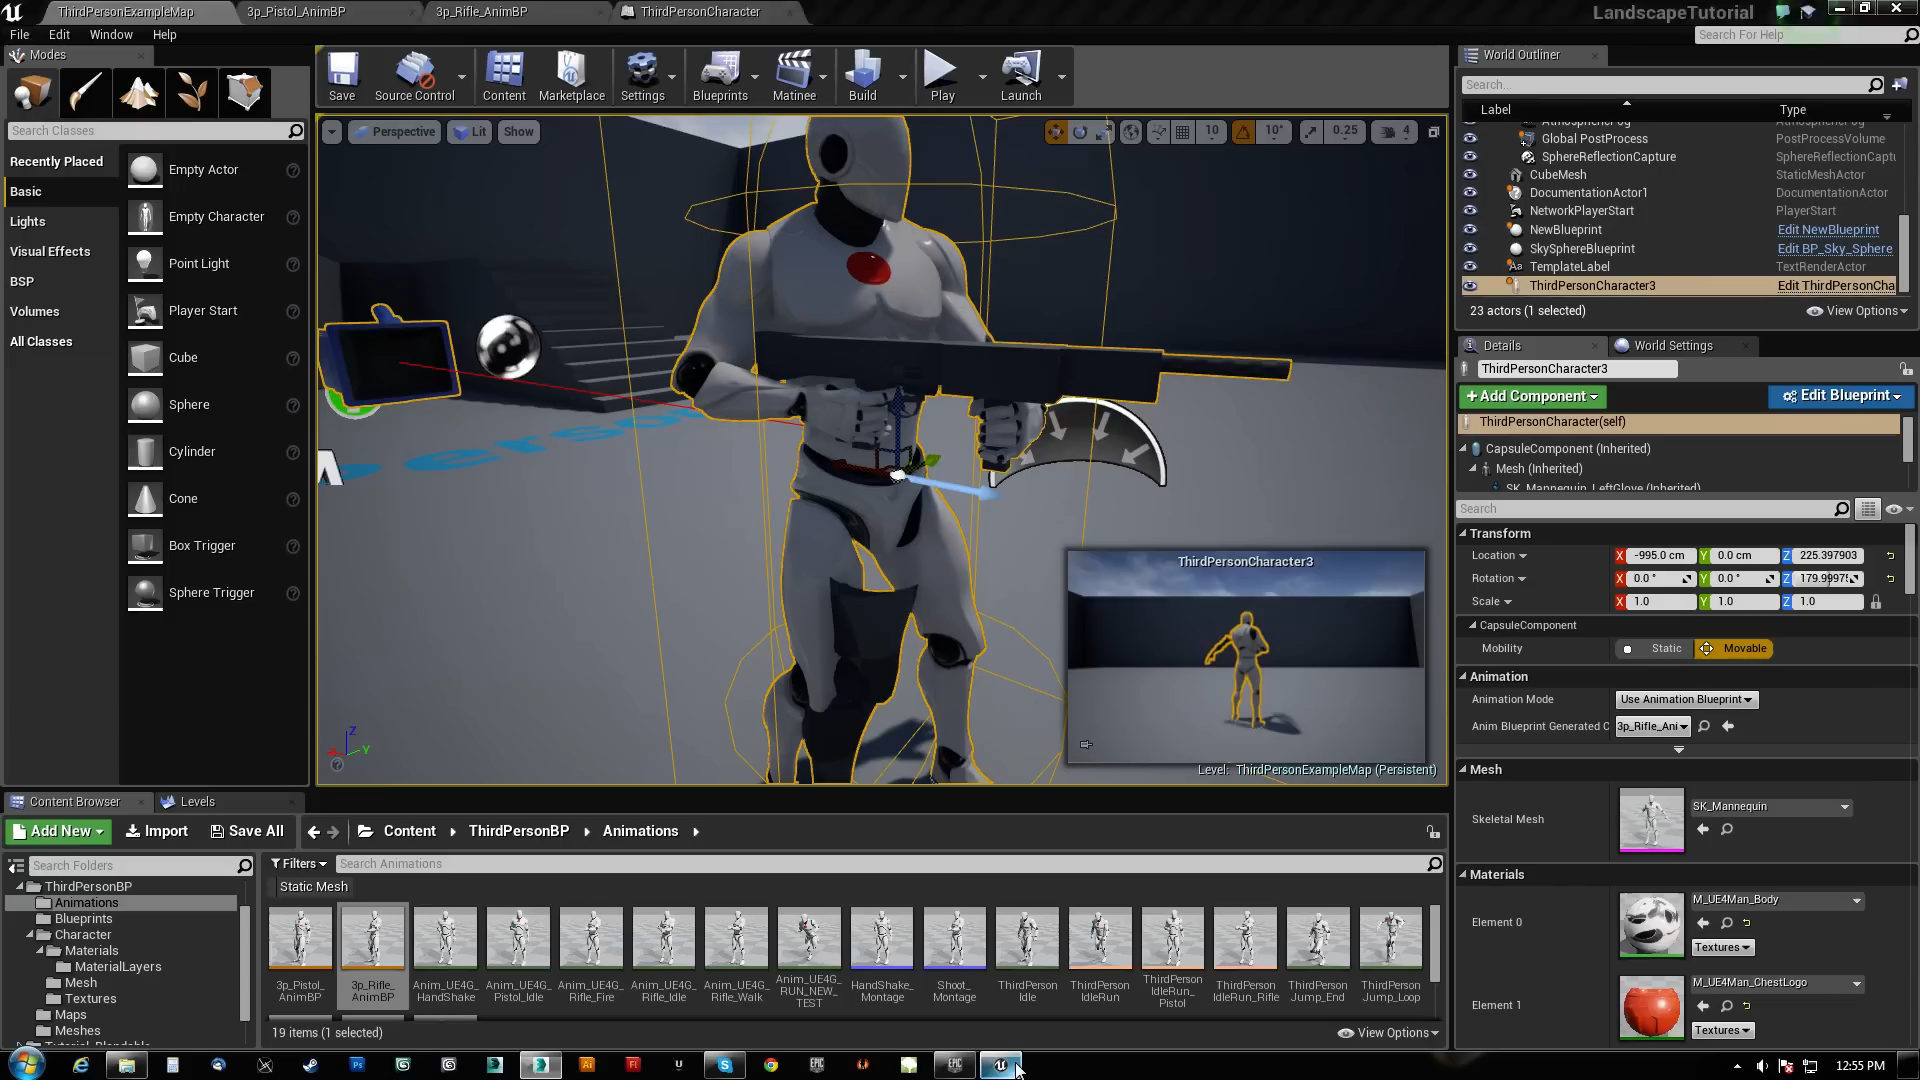 ThirdPersonExampleMap
3p_Pistol_AnimBP
3p_Rifle_AnimBP
ThirdPersonCharacter
LandscapeTutorial
File
Edit
Window
Help
Search For Help
Modes
Search Classes
Recently Placed
Basic
Lights
Visual Effects
BSP
Volumes
All Classes
Empty Actor
Empty Character
Point Light
Player Start
Cube
Sphere
Cylinder
Cone
Box Trigger
Sphere Trigger
Save
Source Control
Content
Marketplace
Settings
Blueprints
Matinee
Build
Play
Launch
Perspective
Lit
Show
10
10°
0.25
4
ThirdPersonCharacter3
Level: ThirdPersonExampleMap (Persistent)
World Outliner
Search...
Label
Type
Global PostProcess
PostProcessVolume
SphereReflectionCapture
SphereReflectionCaptu
CubeMesh
StaticMeshActor
DocumentationActor1
DocumentationActor
NetworkPlayerStart
PlayerStart
NewBlueprint
Edit NewBlueprint
SkySphereBlueprint
Edit BP_Sky_Sphere
TemplateLabel
TextRenderActor
ThirdPersonCharacter3
Edit ThirdPersonCha
23 actors (1 selected)
View Options
Details
World Settings
ThirdPersonCharacter3
+ Add Component
Edit Blueprint
ThirdPersonCharacter(self)
CapsuleComponent (Inherited)
Mesh (Inherited)
SK_Mannequin_LeftGlove (Inherited)
Search
Transform
Location
X -995.0 cm
Y 0.0 cm
Z 225.397903
Rotation
X 0.0 °
Y 0.0 °
Z 179.9997
Scale
X 1.0
Y 1.0
Z 1.0
CapsuleComponent
Mobility
Static
Movable
Animation
Animation Mode
Use Animation Blueprint
Anim Blueprint Generated C
3p_Rifle_Ani
Mesh
Skeletal Mesh
SK_Mannequin
Materials
Element 0
M_UE4Man_Body
Textures
Element 1
M_UE4Man_ChestLogo
Textures
Content Browser
Levels
Add New
Import
Save All
Content
ThirdPersonBP
Animations
Search Folders
Filters
Search Animations
Static Mesh
ThirdPersonBP
Animations
Blueprints
Character
Materials
MaterialLayers
Mesh
Textures
Maps
Meshes
3p_Pistol_
AnimBP
3p_Rifle_
AnimBP
Anim_UE4G_
HandShake
Anim_UE4G_
Pistol_Idle
Anim_UE4G_
Rifle_Fire
Anim_UE4G_
Rifle_Idle
Anim_UE4G_
Rifle_Walk
Anim_UE4G_
RUN_NEW_
TEST
HandShake_
Montage
Shoot_
Montage
ThirdPerson
Idle
ThirdPerson
IdleRun
ThirdPerson
IdleRun_
Pistol
ThirdPerson
IdleRun_Rifle
ThirdPerson
Jump_End
ThirdPerson
Jump_Loop
19 items (1 selected)
View Options
12:55 PM